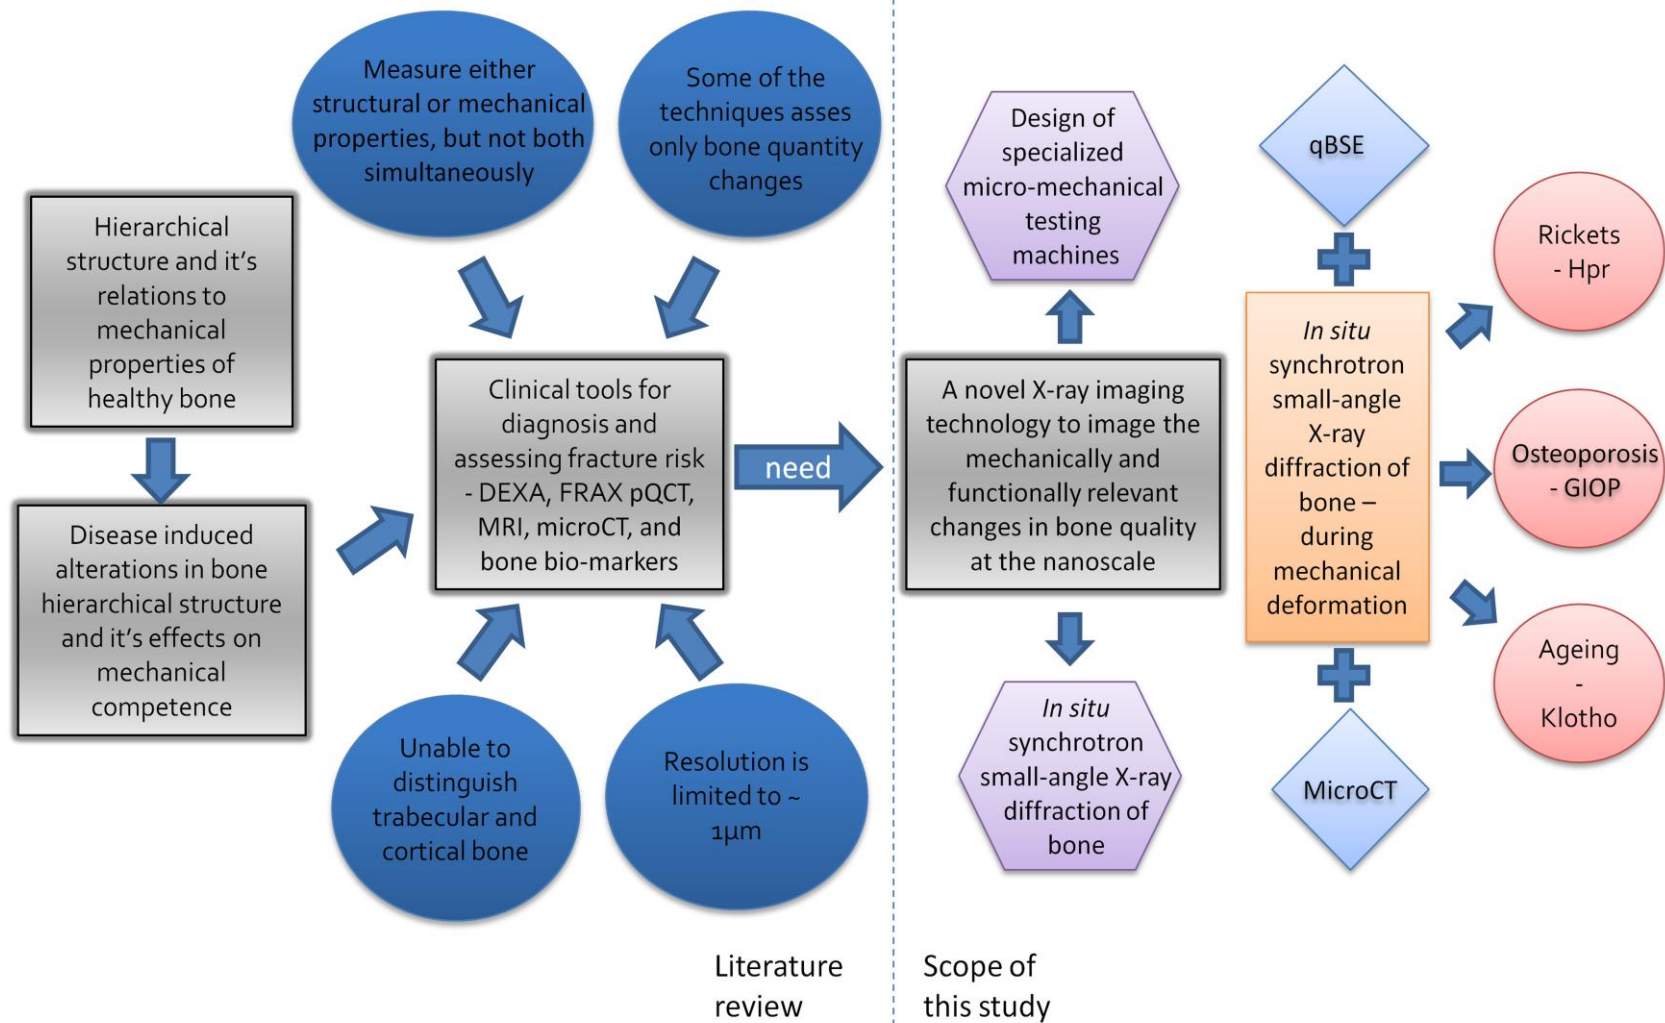 Measure either
structural or mechanical
properties, but not both
simultaneously
Some of the
techniques asses
only bone quantity
changes
Hierarchical
structure and it's
relations to
mechanical
properties of
healthy bone
Disease induced
alterations in bone
hierarchical structure
and it's effects on
mechanical
competence
Clinical tools for
diagnosis and
assessing fracture risk
- DEXA, FRAX pQCT,
MRI, microCT, and
bone bio-markers
Unable to
distinguish
trabecular and
cortical bone
Resolution is
limited to ~
1µm
need
Literature
review
Design of
specialized
micro-mechanical
testing
machines
A novel X-ray imaging
technology to image the
mechanically and
functionally relevant
changes in bone quality
at the nanoscale
In situ
synchrotron
small-angle X-ray
diffraction of
bone
qBSE
In situ
synchrotron
small-angle
X-ray
diffraction of
bone –
during
mechanical
deformation
MicroCT
Rickets
- Hpr
Osteoporosis
- GIOP
Ageing
-
Klotho
Scope of
this study